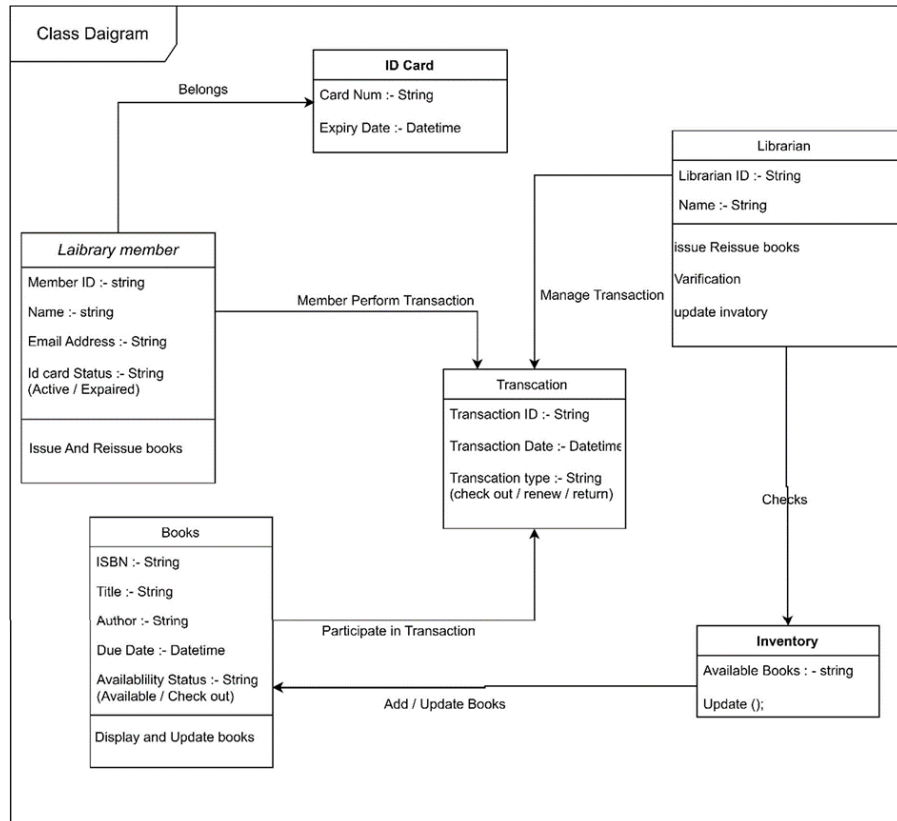 Class Daigram
ID Card
Card Num :- String
Expiry Date :- Datetime
Belongs
Librarian
Librarian ID :- String
Name :- String
issue Reissue books
Varification
update invatory
Laibrary member
Member ID :- string
Name :- string
Email Address :- String
Id card Status :- String
(Active / Expaired)
Issue And Reissue books
Member Perform Transaction
Manage Transaction
Transcation
Transaction ID :- String
Transaction Date :- Datetime
Transcation type :- String
(check out / renew / return)
Checks
Books
ISBN :- String
Title :- String
Author :- String
Due Date :- Datetime
Availablility Status :- String
(Available / Check out)
Display and Update books
Participate in Transaction
Inventory
Available Books : - string
Update ();
Add / Update Books